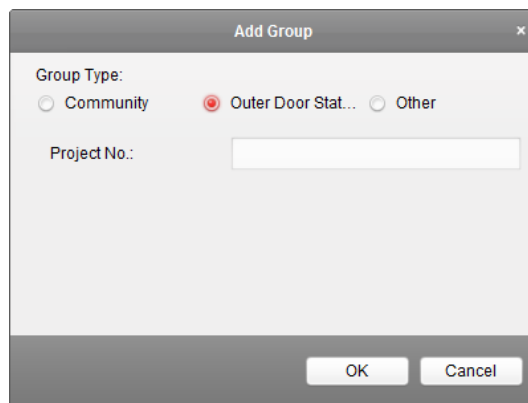 Add Group ×
Group Type:
Community Outer Door Stat... Other
Project No.:
OK Cancel